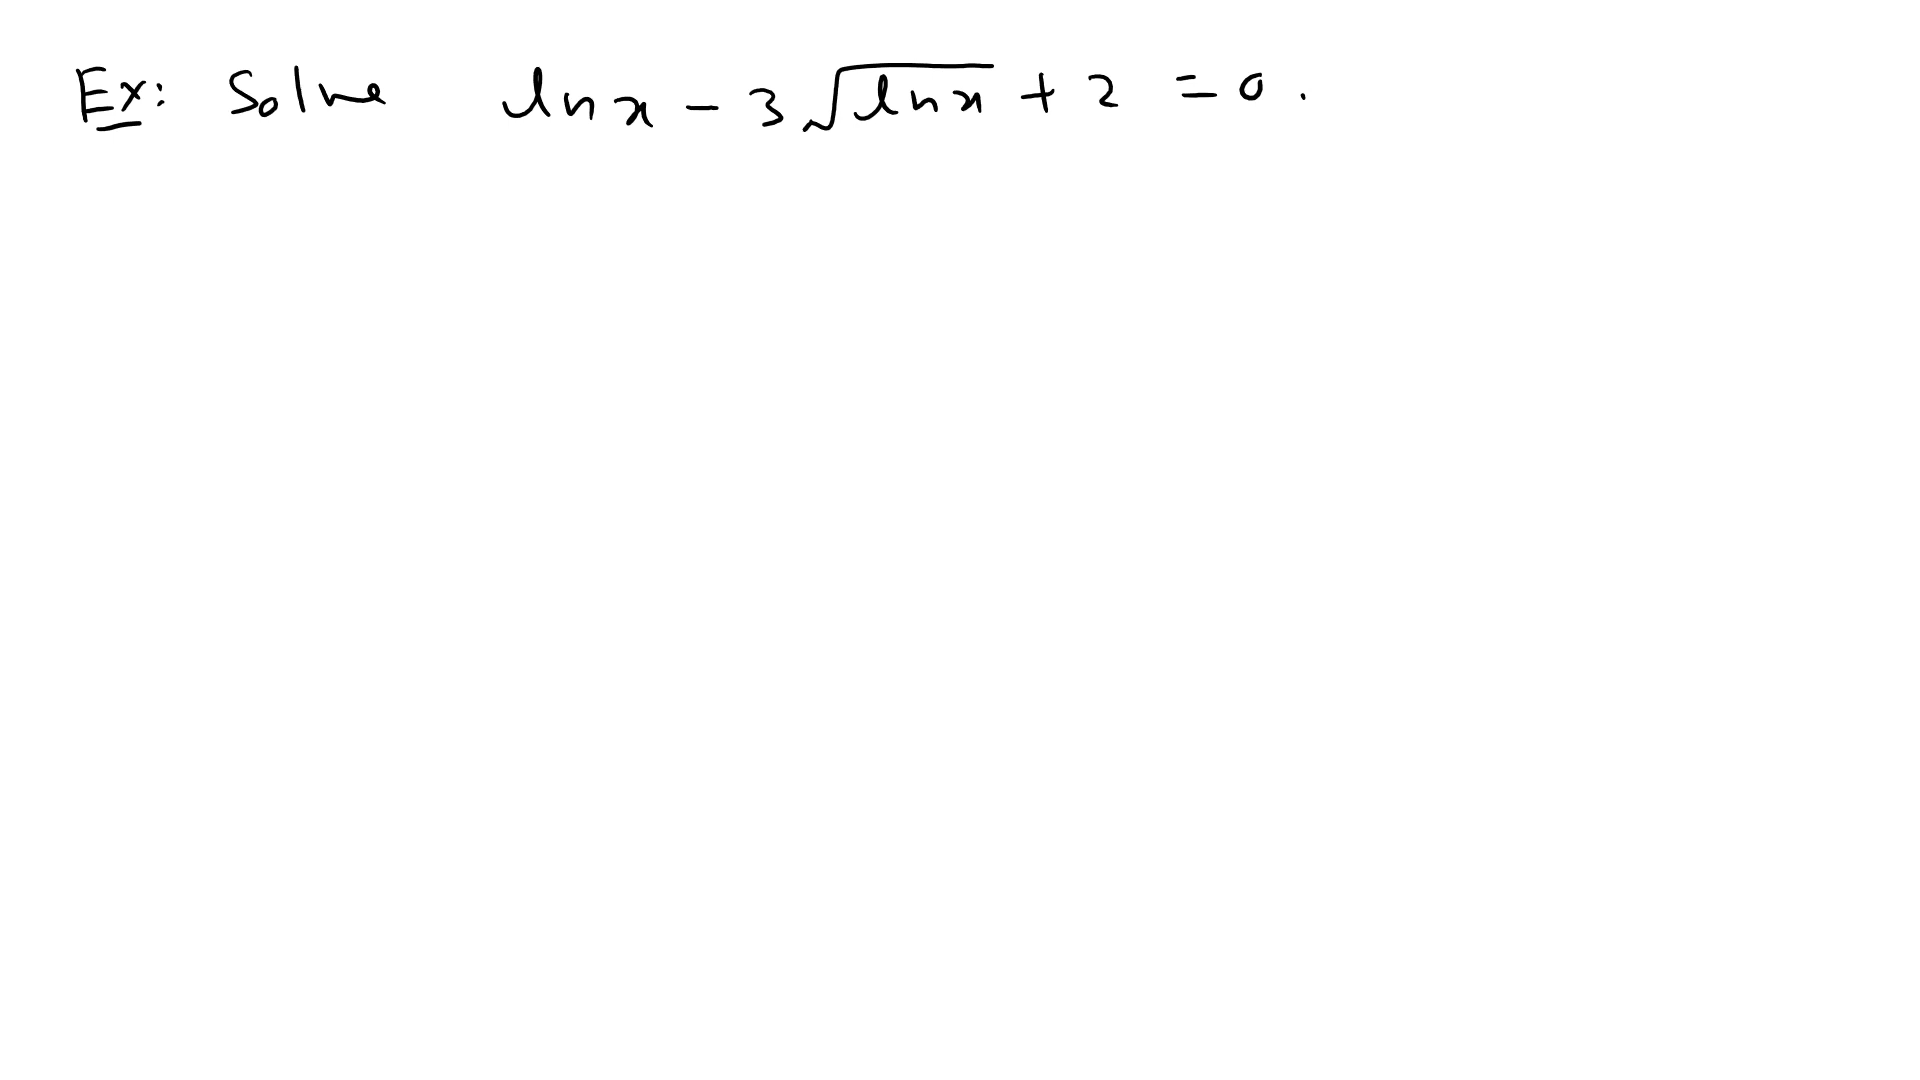 Ex: Solve ln x - 3√(ln x) + 2 = 0.